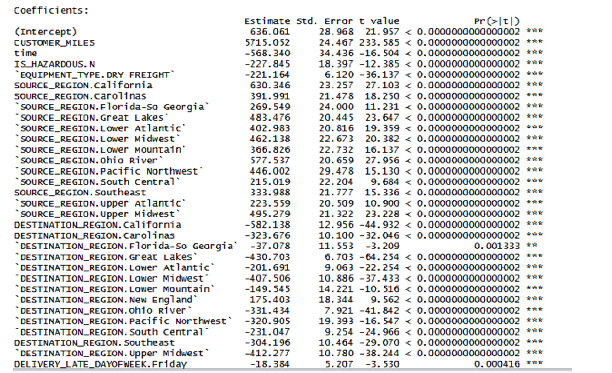 Coefficients:
Estimate Std. Error t value Pr(>|t|)
(Intercept) 636.061 28.968 21.957 < 0.0000000000000002 ***
CUSTOMER_MILES 5715.052 24.467 233.585 < 0.0000000000000002 ***
time -568.340 34.436 -16.504 < 0.0000000000000002 ***
IS_HAZARDOUS.N -227.845 18.397 -12.385 < 0.0000000000000002 ***
`EQUIPMENT_TYPE.DRY FREIGHT` -221.164 6.120 -36.137 < 0.0000000000000002 ***
SOURCE_REGION.California 630.346 23.257 27.103 < 0.0000000000000002 ***
SOURCE_REGION.Carolinas 391.991 21.478 18.250 < 0.0000000000000002 ***
`SOURCE_REGION.Florida-So Georgia` 269.549 24.000 11.231 < 0.0000000000000002 ***
`SOURCE_REGION.Great Lakes` 483.476 20.445 23.647 < 0.0000000000000002 ***
`SOURCE_REGION.Lower Atlantic` 402.983 20.816 19.359 < 0.0000000000000002 ***
`SOURCE_REGION.Lower Midwest` 462.138 22.673 20.382 < 0.0000000000000002 ***
`SOURCE_REGION.Lower Mountain` 366.826 22.732 16.137 < 0.0000000000000002 ***
`SOURCE_REGION.Ohio River` 577.537 20.659 27.956 < 0.0000000000000002 ***
`SOURCE_REGION.Pacific Northwest` 446.002 29.478 15.130 < 0.0000000000000002 ***
`SOURCE_REGION.South Central` 215.019 22.204 9.684 < 0.0000000000000002 ***
SOURCE_REGION.Southeast 333.988 21.777 15.336 < 0.0000000000000002 ***
`SOURCE_REGION.Upper Atlantic` 223.559 20.509 10.900 < 0.0000000000000002 ***
`SOURCE_REGION.Upper Midwest` 495.279 21.322 23.228 < 0.0000000000000002 ***
DESTINATION_REGION.California -582.138 12.956 -44.932 < 0.0000000000000002 ***
DESTINATION_REGION.Carolinas -323.676 10.100 -32.046 < 0.0000000000000002 ***
`DESTINATION_REGION.Florida-So Georgia` -37.078 11.553 -3.209 0.001333 **
`DESTINATION_REGION.Great Lakes` -430.703 6.703 -64.254 < 0.0000000000000002 ***
`DESTINATION_REGION.Lower Atlantic` -201.691 9.063 -22.254 < 0.0000000000000002 ***
`DESTINATION_REGION.Lower Midwest` -407.506 10.886 -37.433 < 0.0000000000000002 ***
`DESTINATION_REGION.Lower Mountain` -149.545 14.221 -10.516 < 0.0000000000000002 ***
`DESTINATION_REGION.New England` 175.403 18.344 9.562 < 0.0000000000000002 ***
`DESTINATION_REGION.Ohio River` -331.434 7.921 -41.842 < 0.0000000000000002 ***
`DESTINATION_REGION.Pacific Northwest` -320.905 19.393 -16.547 < 0.0000000000000002 ***
`DESTINATION_REGION.South Central` -231.047 9.254 -24.966 < 0.0000000000000002 ***
DESTINATION_REGION.Southeast -304.196 10.464 -29.070 < 0.0000000000000002 ***
`DESTINATION_REGION.Upper Midwest` -412.277 10.780 -38.244 < 0.0000000000000002 ***
DELIVERY_LATE_DAYOFWEEK.Friday -18.384 5.207 -3.530 0.000416 ***